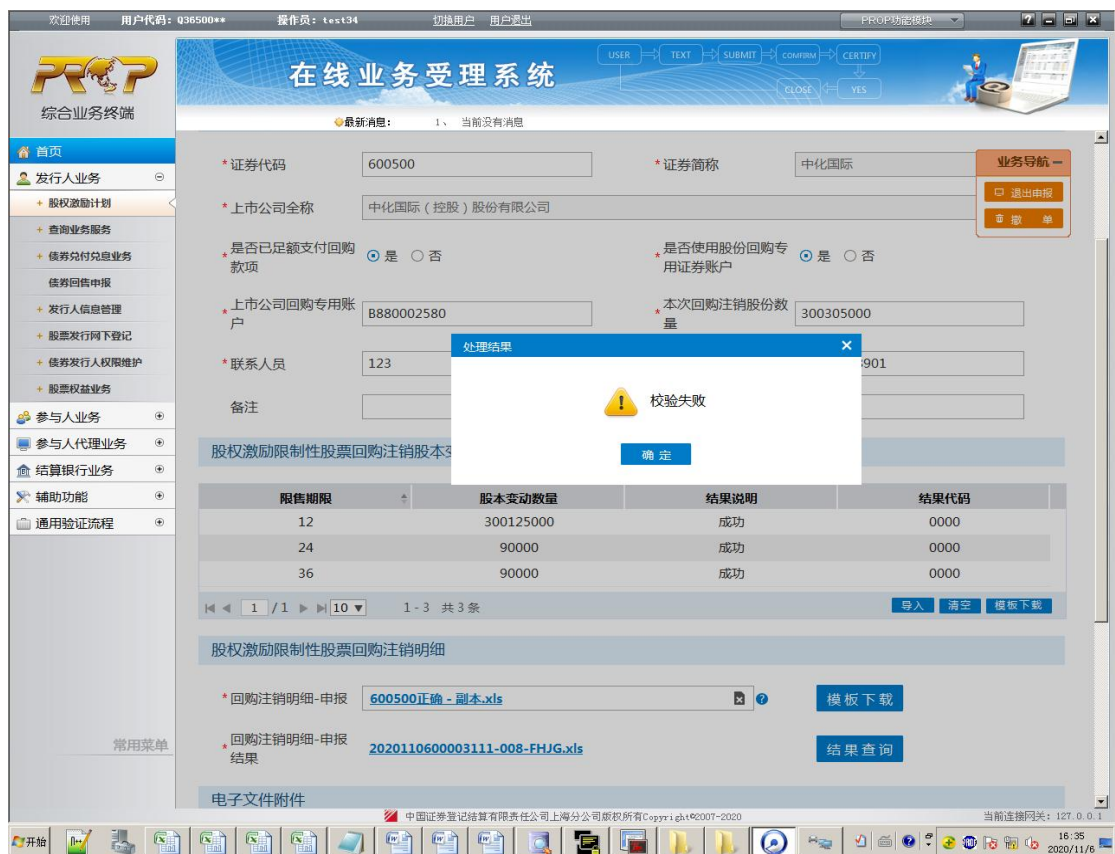 欢迎使用 用户代码: Q36500** 操作员: test34 切换用户 用户退出 PROP功能模块
PROP
综合业务终端
在线业务受理系统
USER TEXT SUBMIT COMFIRM CERTIFY
CLOSE YES
最新消息: 1、 当前没有消息
首页
发行人业务
股权激励计划
查询业务服务
债券兑付兑息业务
债券回售申报
发行人信息管理
股票发行网下登记
债券发行人权限维护
股票权益业务
参与人业务
参与人代理业务
结算银行业务
辅助功能
通用验证流程
常用菜单
*证券代码 600500 *证券简称 中化国际
*上市公司全称 中化国际(控股)股份有限公司
*是否已足额支付回购款项 是 否 *是否使用股份回购专用证券账户 是 否
*上市公司回购专用账户 B880002580 *本次回购注销股份数量 300305000
*联系人员 123 901
备注
业务导航
退出申报
撤 单
处理结果
校验失败
确 定
股权激励限制性股票回购注销股本
限售期限 股本变动数量 结果说明 结果代码
12 300125000 成功 0000
24 90000 成功 0000
36 90000 成功 0000
1 / 1 10 1 - 3 共 3 条 导入 清空 模板下载
股权激励限制性股票回购注销明细
*回购注销明细-申报 600500正确 - 副本.xls 模板下载
*回购注销明细-申报结果 2020110600003111-008-FHJG.xls 结果查询
电子文件附件
中国证券登记结算有限责任公司上海分公司版权所有Copyright©2007-2020 当前连接网关: 127.0.0.1
开始 16:35
2020/11/6